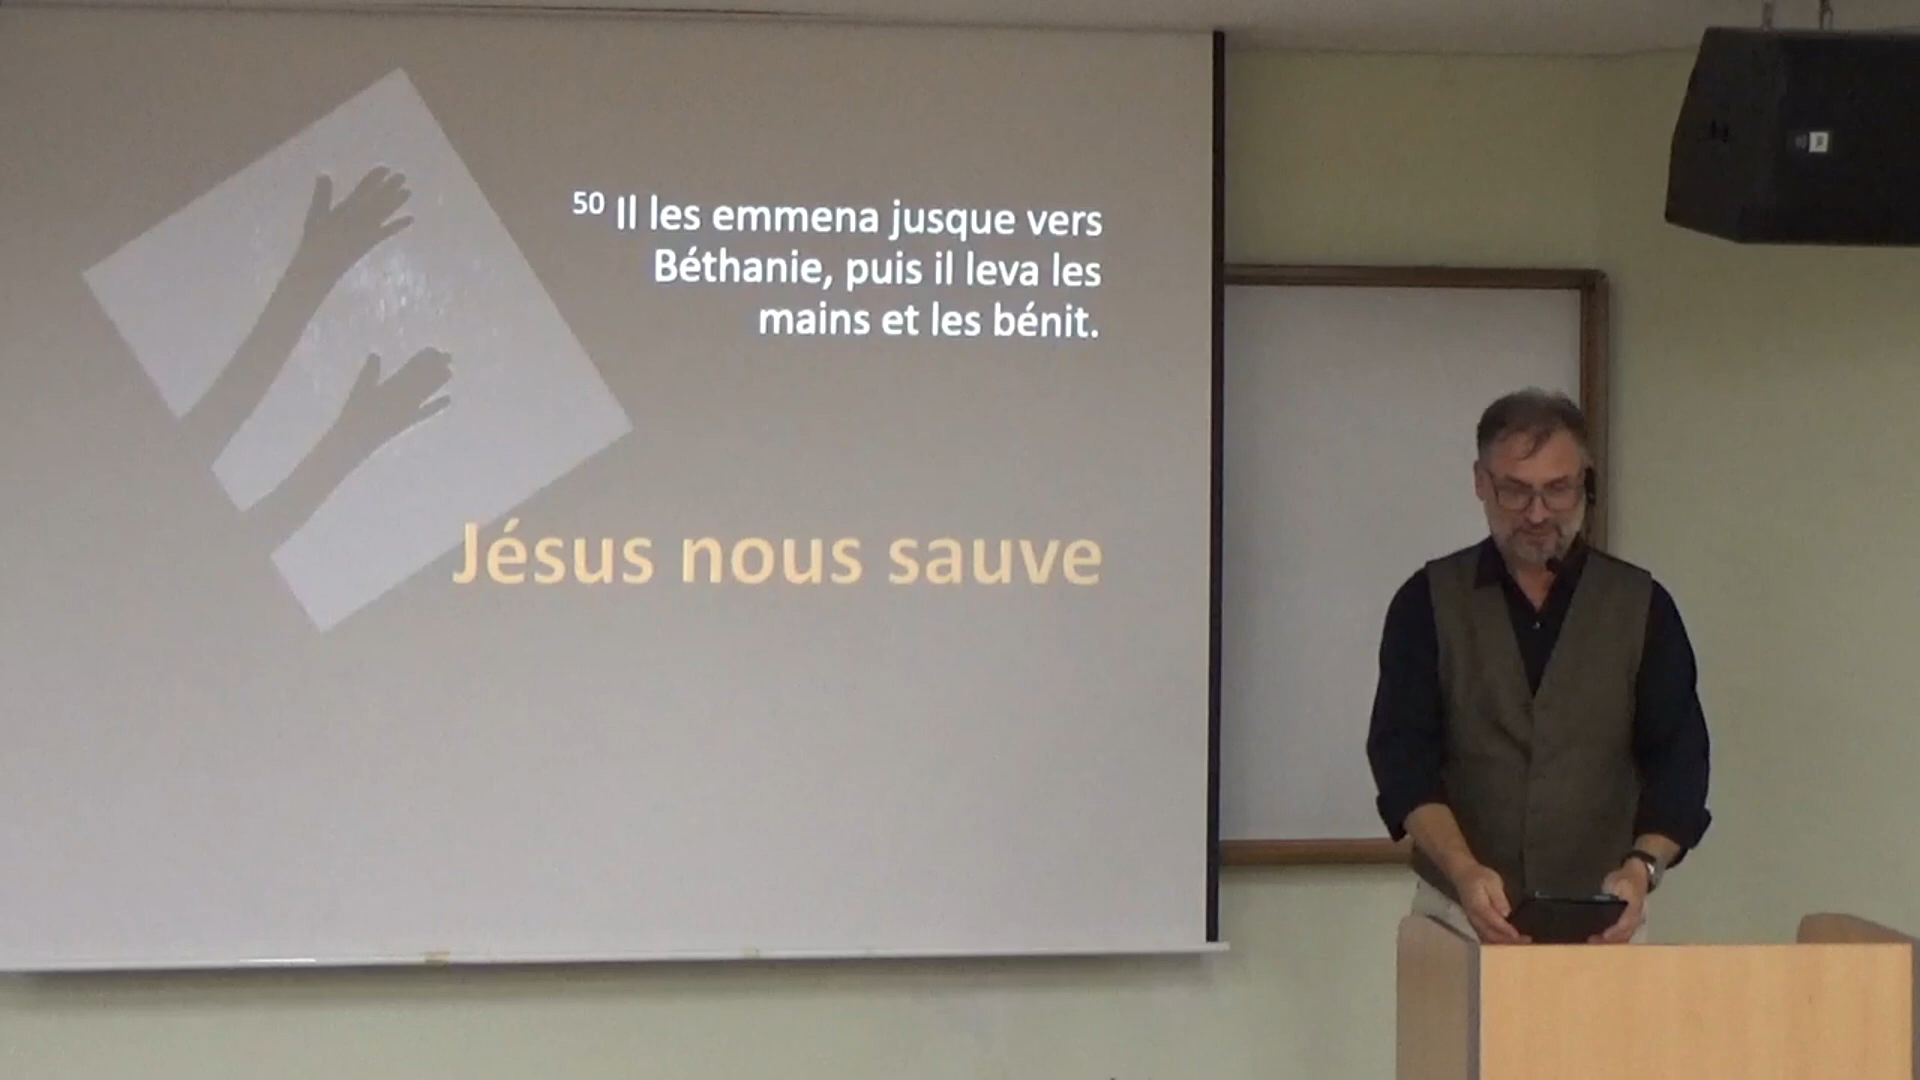 50 Il les emmena jusque vers
Béthanie, puis il leva les
mains et les bénit.
Jésus nous sauve